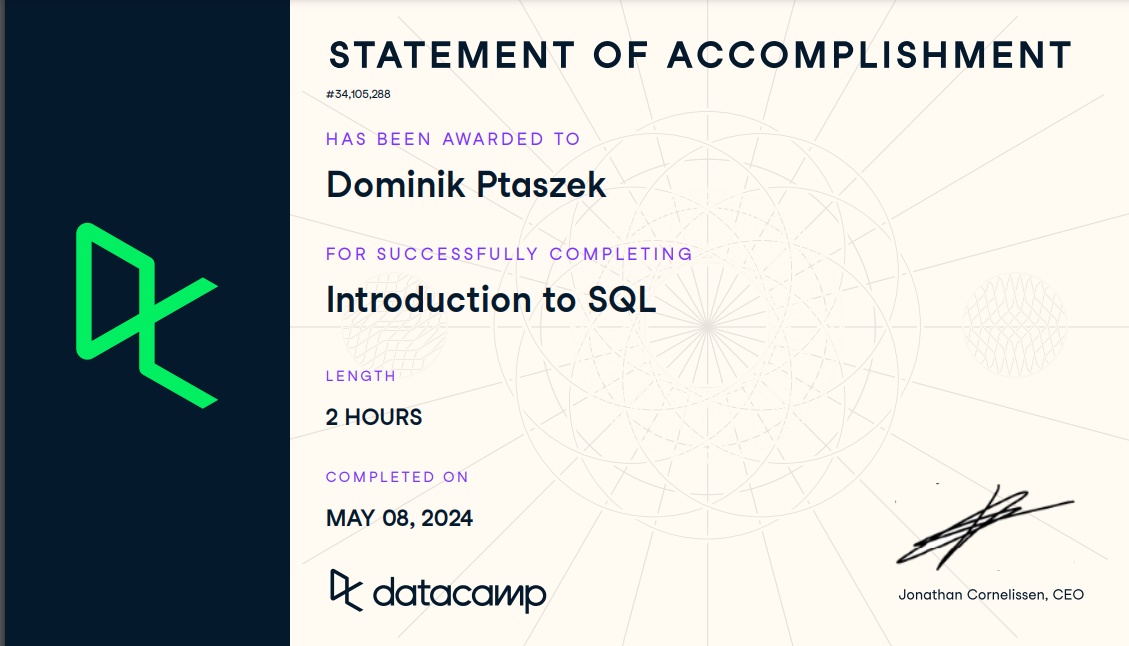 STATEMENT OF ACCOMPLISHMENT
#34,105,288
HAS BEEN AWARDED TO
Dominik Ptaszek
FOR SUCCESSFULLY COMPLETING
Introduction to SQL
LENGTH
2 HOURS
COMPLETED ON
MAY 08, 2024
datacamp
Jonathan Cornelissen, CEO